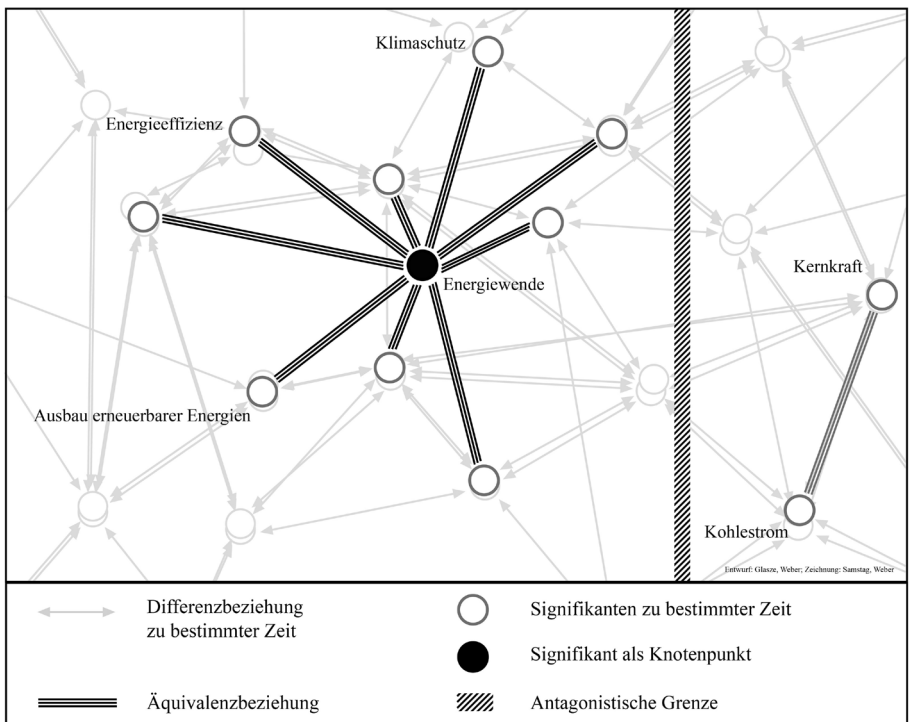 Klimaschutz
Energieeffizienz
Kernkraft
Energiewende
Ausbau erneuerbarer Energien
Kohlestrom
Entwurf: Glasze, Weber; Zeichnung: Samstag, Weber
Differenzbeziehung
zu bestimmter Zeit
Signifikanten zu bestimmter Zeit
Signifikant als Knotenpunkt
Äquivalenzbeziehung
Antagonistische Grenze